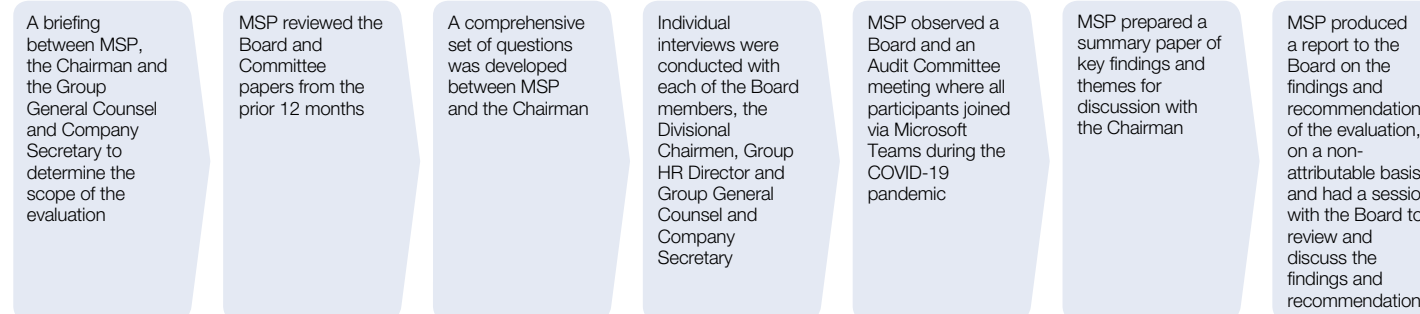 A briefing
between MSP,
the Chairman and
the Group
General Counsel
and Company
Secretary to
determine the
scope of the
evaluation
MSP reviewed the
Board and
Committee
papers from the
prior 12 months
A comprehensive
set of questions
was developed
between MSP
and the Chairman
Individual
interviews were
conducted with
each of the Board
members, the
Divisional
Chairmen, Group
HR Director and
Group General
Counsel and
Company
Secretary
MSP observed a
Board and an
Audit Committee
meeting where all
participants joined
via Microsoft
Teams during the
COVID-19
pandemic
MSP prepared a
summary paper of
key findings and
themes for
discussion with
the Chairman
MSP produced
a report to the
Board on the
findings and
recommendation
of the evaluation,
on a non-
attributable basis
and had a sessio
with the Board to
review and
discuss the
findings and
recommendation